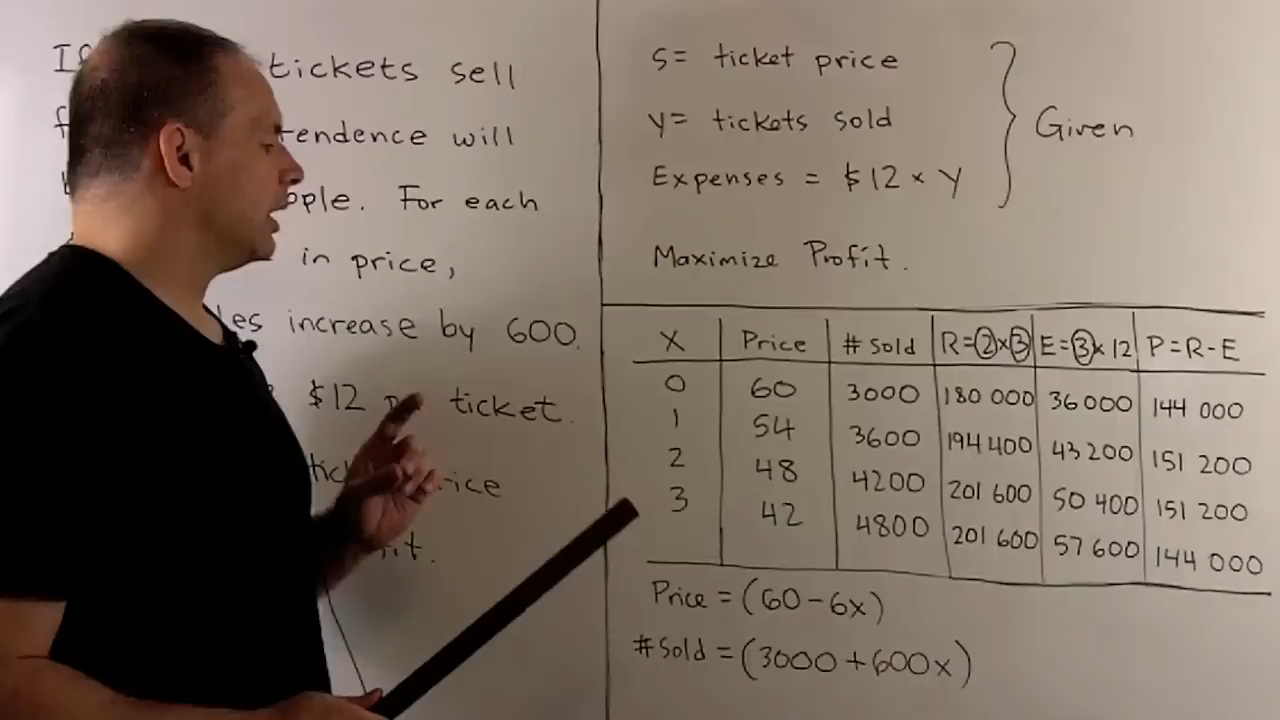 If tickets sell
tendence will
ople. For each
in price,
les increase by 600.
$12 ticket.
tick rice
it.
s= ticket price
y= tickets sold
Expenses = $12 × y
Given
Maximize Profit.
X Price # Sold R=②×③ E=③×12 P=R-E
0 60 3000 180 000 36 000 144 000
1 54 3600 194 400 43 200 151 200
2 48 4200 201 600 50 400 151 200
3 42 4800 201 600 57 600 144 000
Price = (60-6x)
# Sold = (3000+600x)